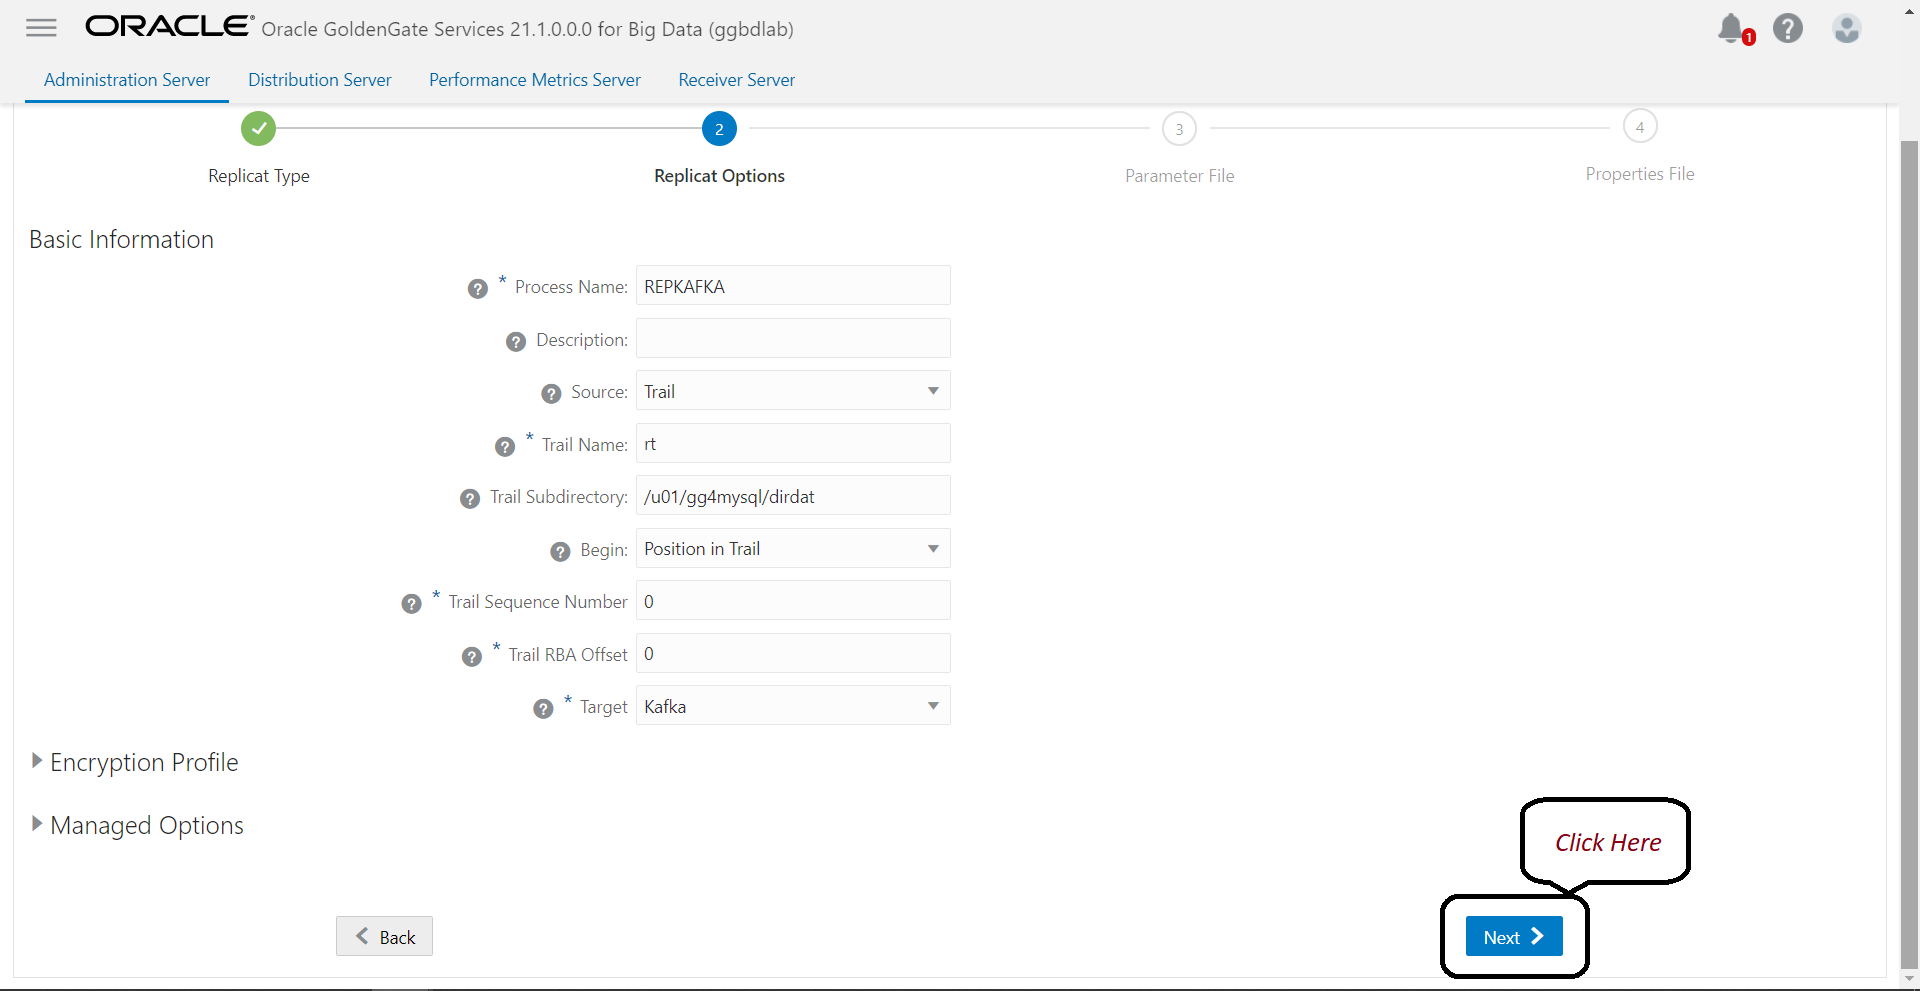 ORACLE® Oracle GoldenGate Services 21.1.0.0.0 for Big Data (ggbdlab)
1
?
Administration Server Distribution Server Performance Metrics Server Receiver Server
2 3 4
Replicat Type Replicat Options Parameter File Properties File
Basic Information
? * Process Name: REPKAFKA
? Description:
? Source: Trail
? * Trail Name: rt
? Trail Subdirectory: /u01/gg4mysql/dirdat
? Begin: Position in Trail
? * Trail Sequence Number 0
? * Trail RBA Offset 0
? * Target Kafka
Encryption Profile
Managed Options
Click Here
Back Next